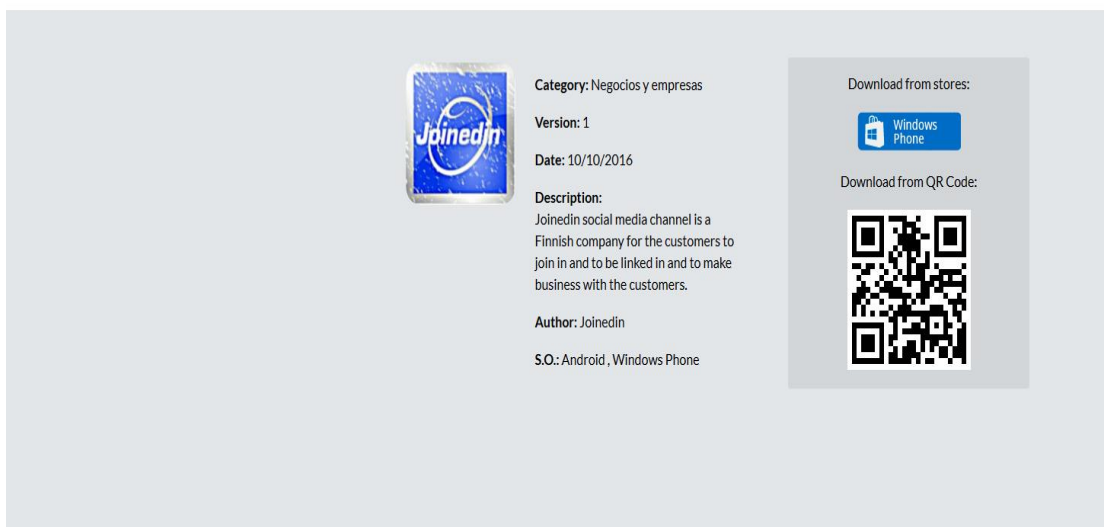 Joinedin
Category: Negocios y empresas
Version: 1
Date: 10/10/2016
Description:
Joinedin social media channel is a
Finnish company for the customers to
join in and to be linked in and to make
business with the customers.
Author: Joinedin
S.O.: Android , Windows Phone
Download from stores:
Windows
Phone
Download from QR Code: